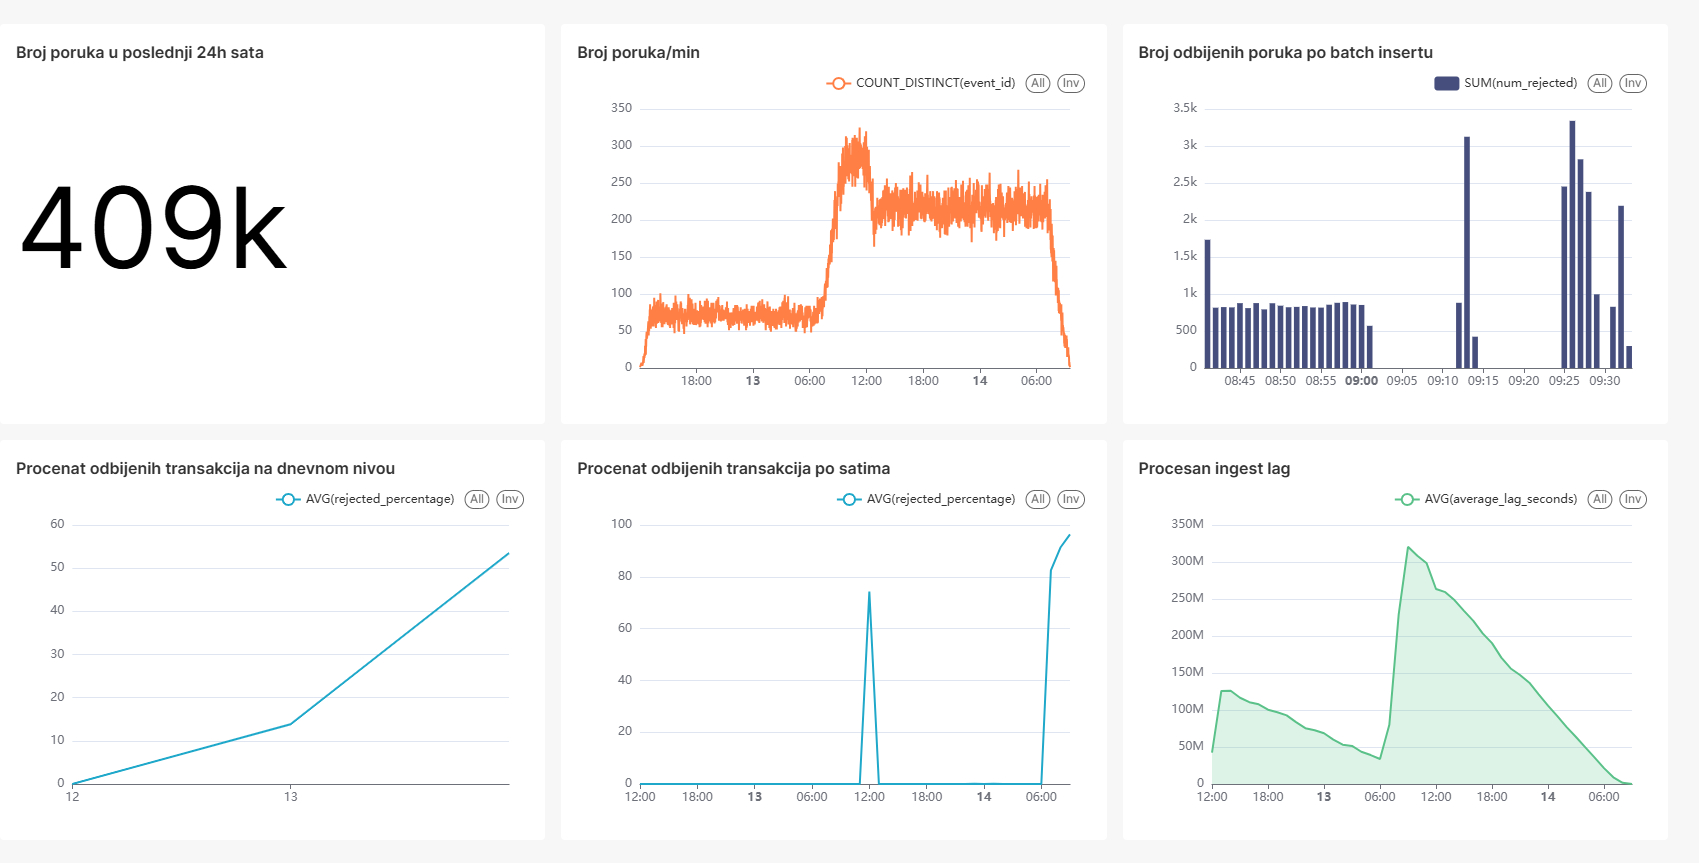 Broj poruka u poslednji 24h sata
409k
Broj poruka/min
COUNT_DISTINCT(event_id) All Inv
350
300
250
200
150
100
50
0
18:00 13 06:00 12:00 18:00 14 06:00
Broj odbijenih poruka po batch insertu
SUM(num_rejected) All Inv
3.5k
3k
2.5k
2k
1.5k
1k
500
0
08:45 08:50 08:55 09:00 09:05 09:10 09:15 09:20 09:25 09:30
Procenat odbijenih transakcija na dnevnom nivou
AVG(rejected_percentage) All Inv
60
50
40
30
20
10
0
12 13
Procenat odbijenih transakcija po satima
AVG(rejected_percentage) All Inv
100
80
60
40
20
0
12:00 18:00 13 06:00 12:00 18:00 14 06:00
Procesan ingest lag
AVG(average_lag_seconds) All Inv
350M
300M
250M
200M
150M
100M
50M
0
12:00 18:00 13 06:00 12:00 18:00 14 06:00